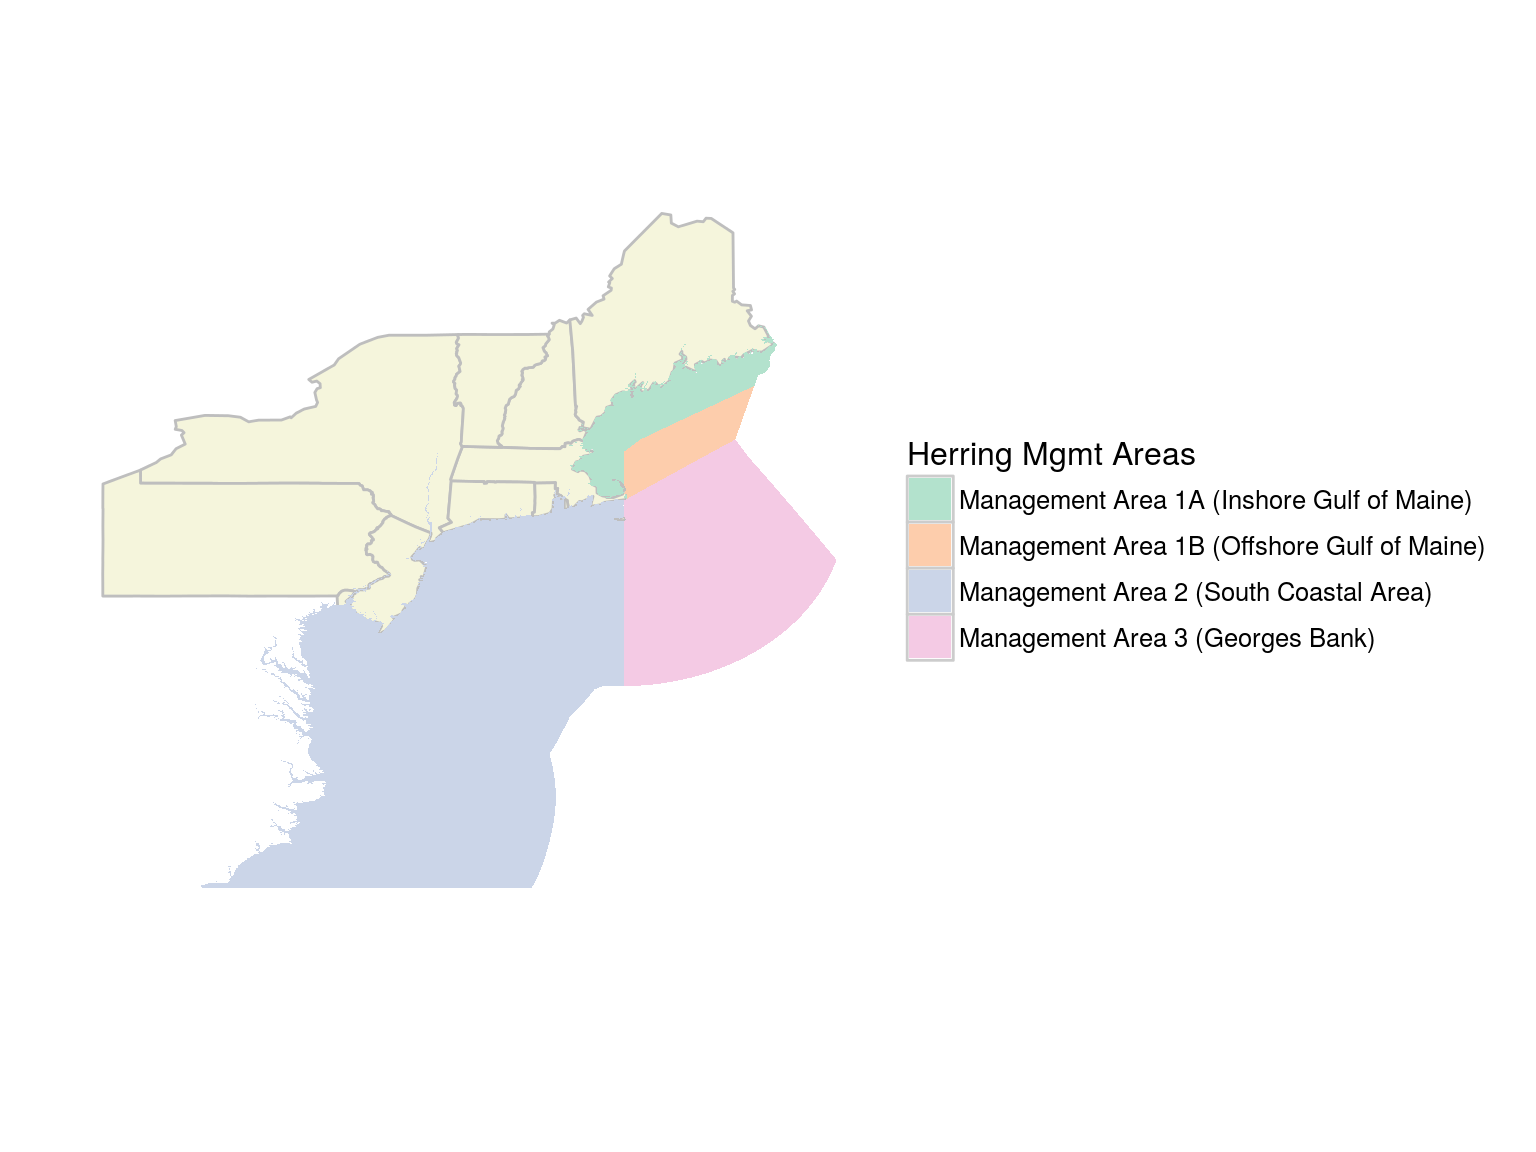 Herring Mgmt Areas
Management Area 1A (Inshore Gulf of Maine)
Management Area 1B (Offshore Gulf of Maine)
Management Area 2 (South Coastal Area)
Management Area 3 (Georges Bank)